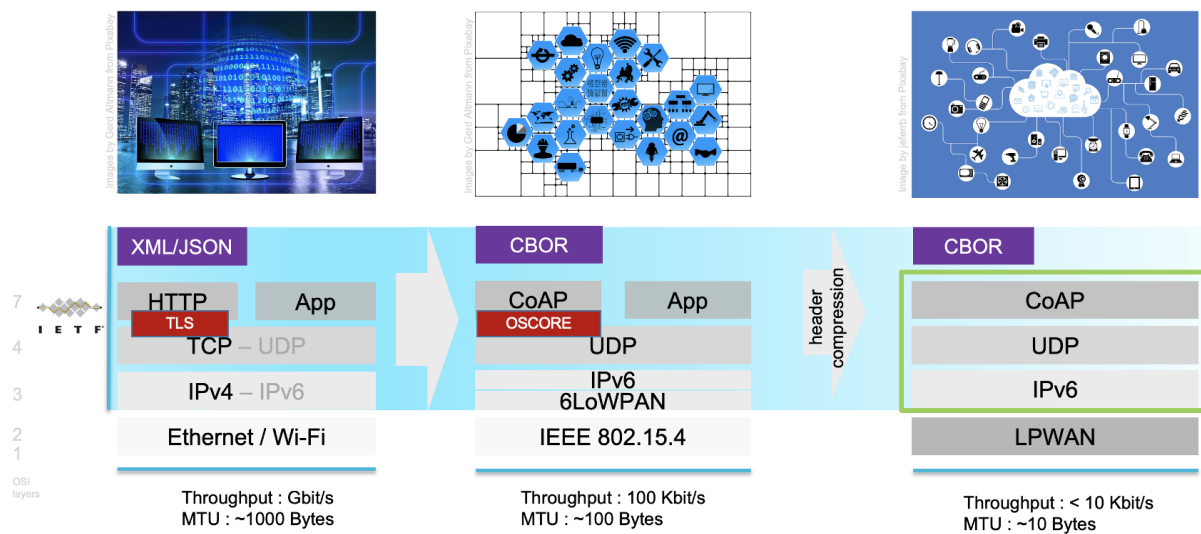 Images by Gerd Altmann from Pixabay
Images by Gerd Altmann from Pixabay
Image by jeferrb from Pixabay
XML/JSON
CBOR
CBOR
7
IETF
HTTP
App
TLS
CoAP
App
OSCORE
header
compression
CoAP
4
TCP – UDP
UDP
UDP
3
IPv4 – IPv6
IPv6
6LoWPAN
IPv6
2
1
Ethernet / Wi-Fi
IEEE 802.15.4
LPWAN
OSI
layers
Throughput : Gbit/s
MTU : ~1000 Bytes
Throughput : 100 Kbit/s
MTU : ~100 Bytes
Throughput : < 10 Kbit/s
MTU : ~10 Bytes